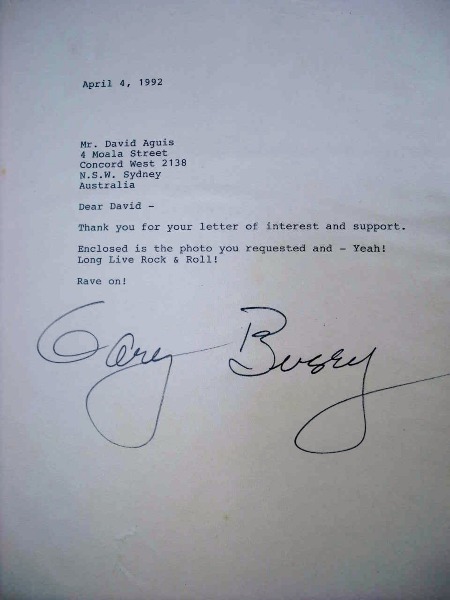 April 4, 1992
Mr. David Aguis
4 Moala Street
Concord West 2138
N.S.W. Sydney
Australia
Dear David -
Thank you for your letter of interest and support.
Enclosed is the photo you requested and - Yeah!
Long Live Rock & Roll!
Rave on!
Gary Busey